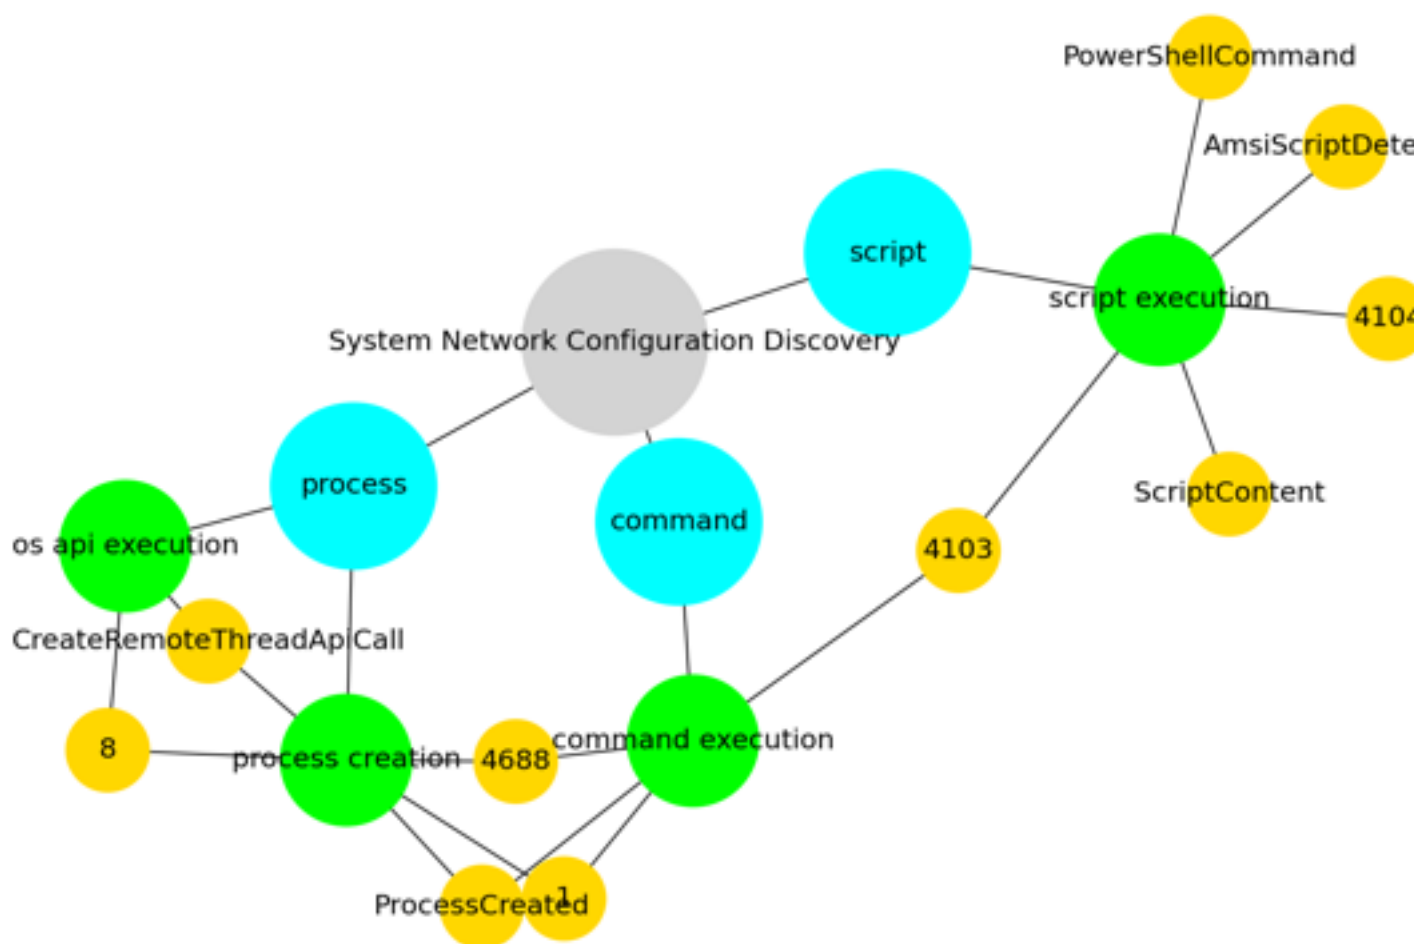 PowerShellCommand
AmsiScriptDete
script
script execution
4104
System Network Configuration Discovery
process
command
ScriptContent
os api execution
4103
CreateRemoteThreadApiCall
8
process creation
4688
command execution
ProcessCreated
1